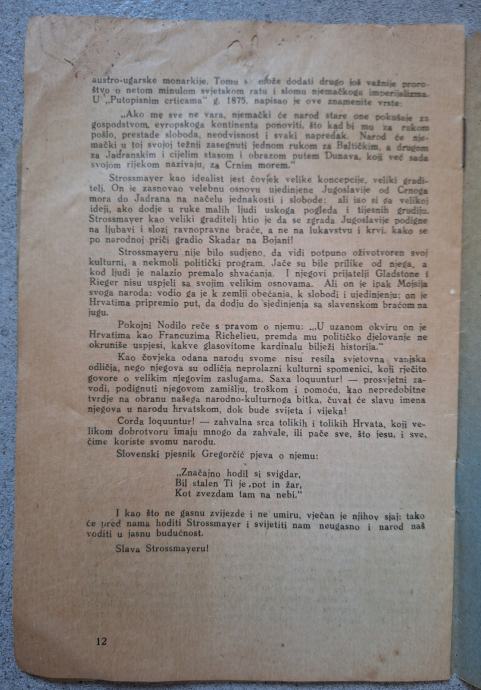 austro-ugarske monarkije. Tomu se može dodati drugo još važnije proro-
štvo o netom minulom svjetskom ratu i slomu njemačkoga imperijalizma.
U „Putopisnim crticama" g. 1875. napisao je ove znamenite vrste:
„Ako me sve ne vara, njemački će narod stare one pokušaje za
gospodstvom, evropskoga kontinenta ponoviti, što kad bi mu za rukom
pošlo, prestade sloboda, neodvisnost i svaki napredak. Narod će nje-
mački u toj svojoj težnji zasegnuti jednom rukom za Baltičkim, a drugom
za Jadranskim i cijelim stasom i obrazom putem Dunava, koji već sada
svojom rijekom nazivaju, za Crnim morem."
Strossmayer kao idealist jest čovjek velike koncepcije, veliki gradi-
telj. On je zasnovao velebnu osnovu ujedinjene Jugoslavije od Crnoga
mora do Jadrana na načelu jednakosti i slobode: ali jao si ga velikoj
ideji, ako dodje u ruke malih ljudi uskoga pogleda i tijesnih grudiju.
Strossmayer kao veliki graditelj htio je da se zgrada Jugoslavije podigne
na ljubavi i slozi ravnopravne braće, a ne na lukavstvu i krvi, kako se
po narodnoj priči gradio Skadar na Bojani!
Strossmayeru nije bilo sudjeno, da vidi potpuno oživotvoren svoj
kulturni, a nekmoli politički program. Jače su bile prilike od njega, a
kod ljudi je nalazio premalo shvaćanja. I njegovi prijatelji Gladstone i
Rieger nisu uspjeli sa svojim velikim osnovama. Ali on je ipak Mojsija
svoga naroda: vodio ga je k zemlji obećanja, k slobodi i ujedinjenju; on je
Hrvatima pripremio put, da dodju do sjedinjenja sa slavenskom braćom na
jugu.
Pokojni Nodilo reče s pravom o njemu: „U uzanom okviru on je
Hrvatima kao Francuzima Richelieu, premda mu političko djelovanje ne
okruniše uspjesi, kakve glasovitome kardinalu bilježi historija."
Kao čovjeka odana narodu svome nisu resila svjetovna vanjska
odličja, nego njegova su odličja neprolazni kulturni spomenici, koji rječito
govore o velikim njegovim zaslugama. Saxa loquuntur! — prosvjetni za-
vodi, podignuti njegovom zamišlju, troškom i pomoću, kao nepredobitne
tvrdje na obranu našega narodno-kulturnoga bitka, čuvat će slavu imena
njegova u narodu hrvatskom, dok bude svijeta i vijeka!
Corda loquuntur! — zahvalna srca tolikih i tolikih Hrvata, koji ve-
likom dobrotvoru imaju mnogo da zahvale, ili pače sve, što jesu, i sve,
čime koriste svomu narodu.
Slovenski pjesnik Gregorčić pjeva o njemu:
„Značajno hodil si svigdar,
Bil stalen Ti je pot in žar,
Kot zvezdam tam na nebi."
I kao što ne gasnu zvijezde i ne umiru, vječan je njihov sjaj: tako
će pred nama hoditi Strossmayer i svijetiti nam neugasno i narod naš
voditi u jasnu budućnost.
Slava Strossmayeru!
12